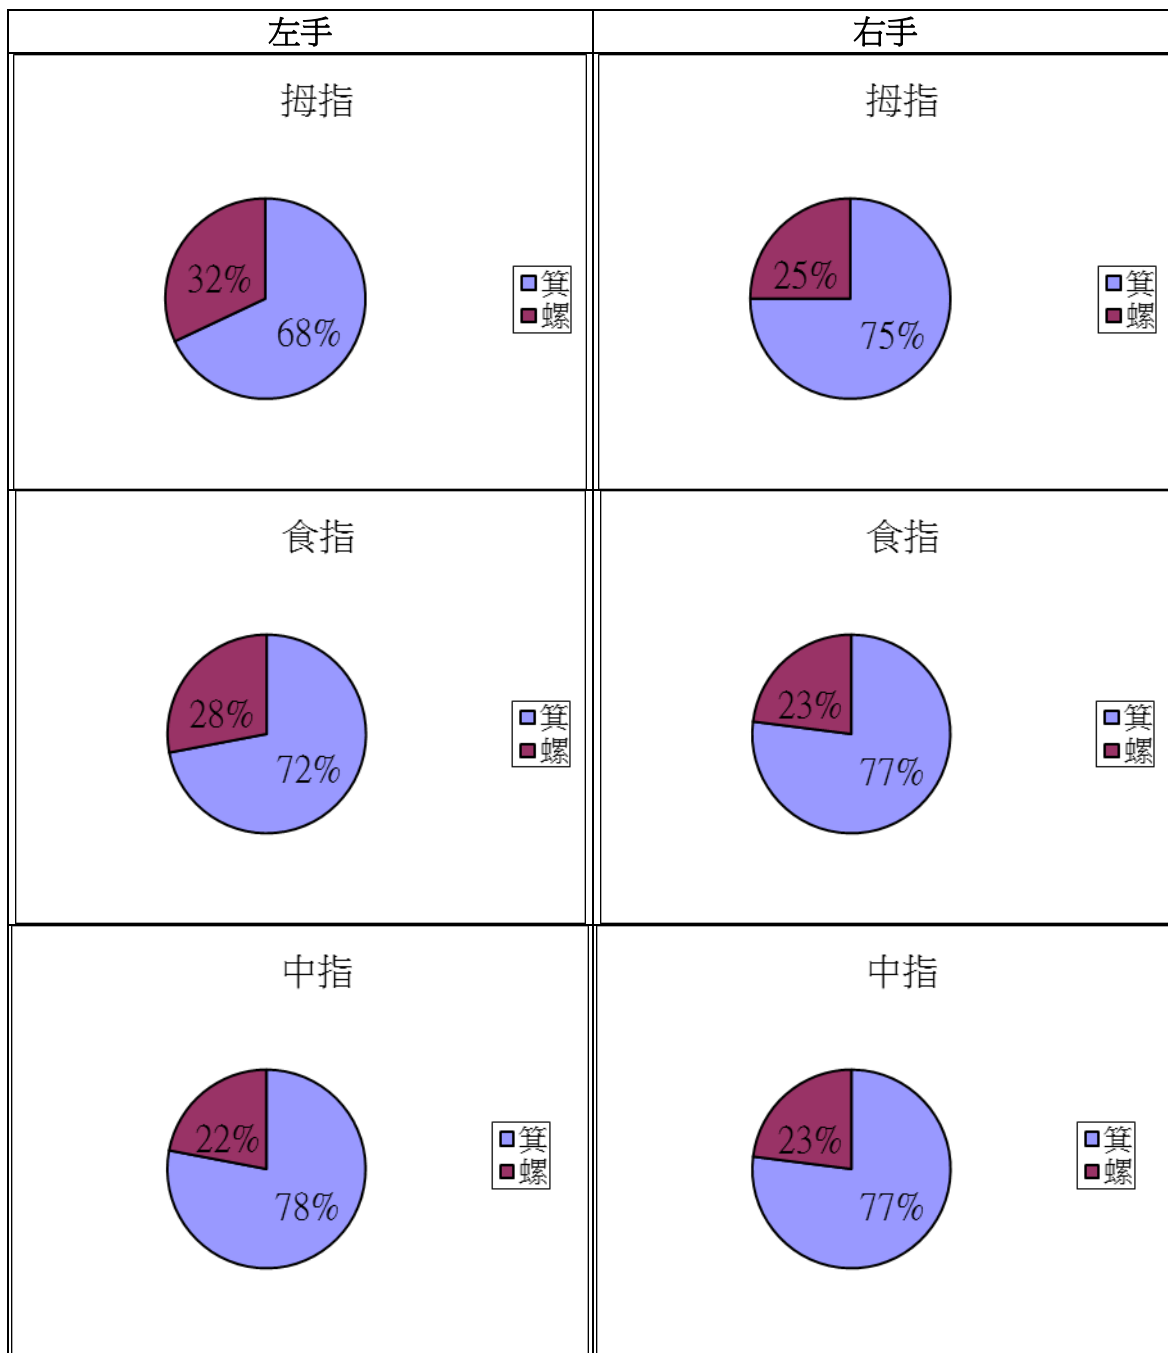 左手
右手
拇指
32%
68%
箕
螺
拇指
25%
75%
箕
螺
食指
28%
72%
箕
螺
食指
23%
77%
箕
螺
中指
22%
78%
箕
螺
中指
23%
77%
箕
螺